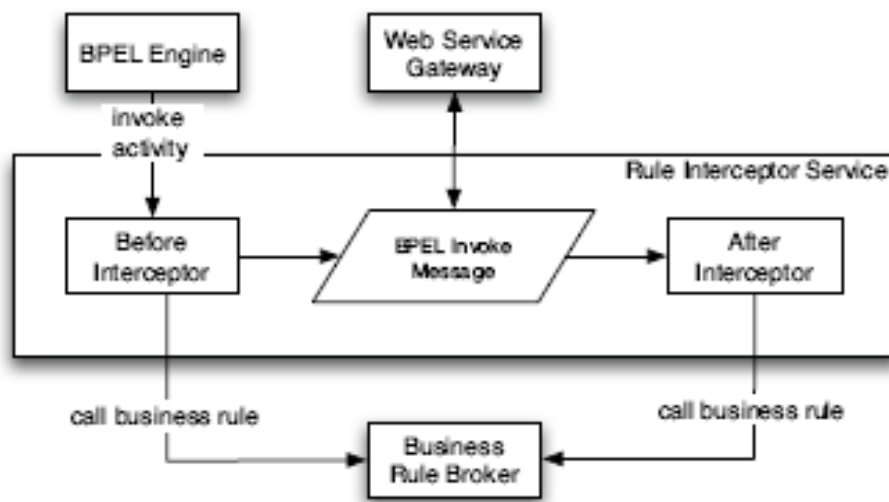 BPEL Engine
Web Service
Gateway
invoke
activity
Rule Interceptor Service
Before
Interceptor
BPEL Invoke
Message
After
Interceptor
call business rule
call business rule
Business
Rule Broker